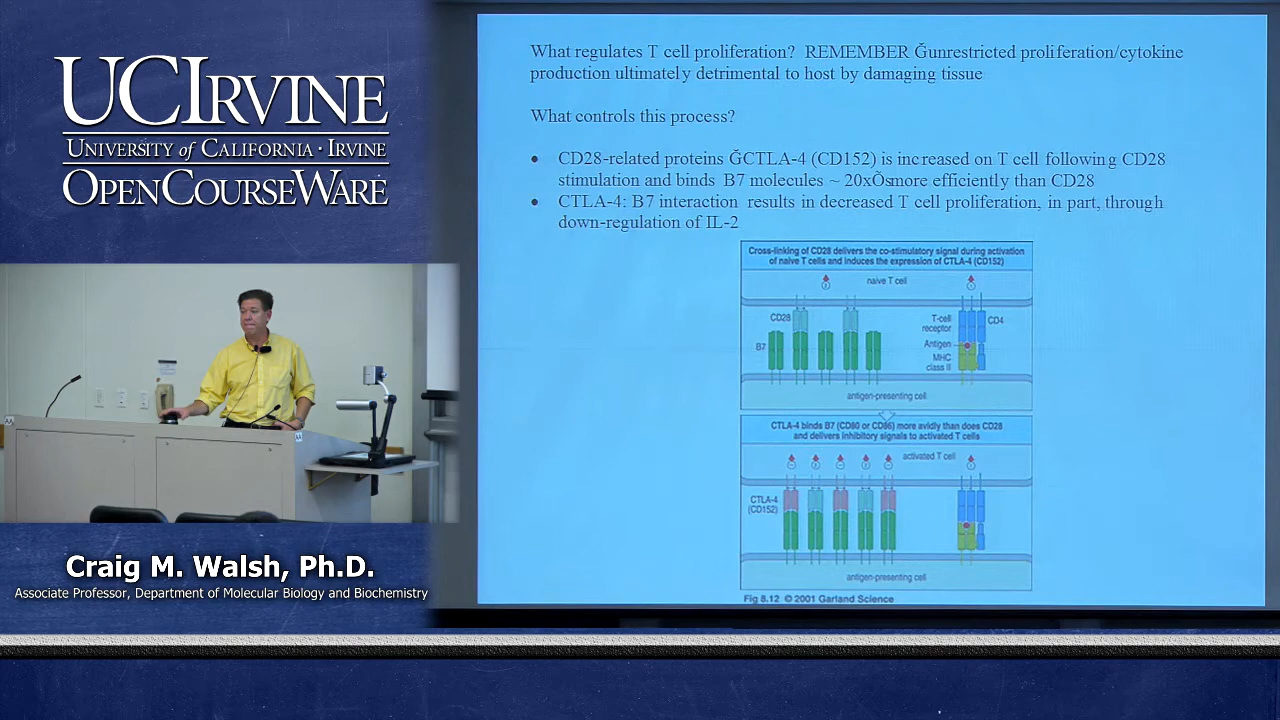 UCIRVINE
UNIVERSITY of CALIFORNIA · IRVINE
OPENCOURSEWARE
Craig M. Walsh, Ph.D.
Associate Professor, Department of Molecular Biology and Biochemistry
What regulates T cell proliferation? REMEMBER Ğunrestricted proliferation/cytokine
production ultimately detrimental to host by damaging tissue
What controls this process?
• CD28-related proteins ĞCTLA-4 (CD152) is increased on T cell following CD28
stimulation and binds B7 molecules ~ 20xÕsmore efficiently than CD28
• CTLA-4: B7 interaction results in decreased T cell proliferation, in part, through
down-regulation of IL-2
Cross-linking of CD28 delivers the co-stimulatory signal during activation
of naive T cells and induces the expression of CTLA-4 (CD152)
naive T cell
CD28
B7
T-cell
receptor
CD4
Antigen
MHC
class II
antigen-presenting cell
CTLA-4 binds B7 (CD80 or CD86) more avidly than does CD28
and delivers inhibitory signals to activated T cells
activated T cell
CTLA-4
(CD152)
antigen-presenting cell
Fig 8.12 © 2001 Garland Science